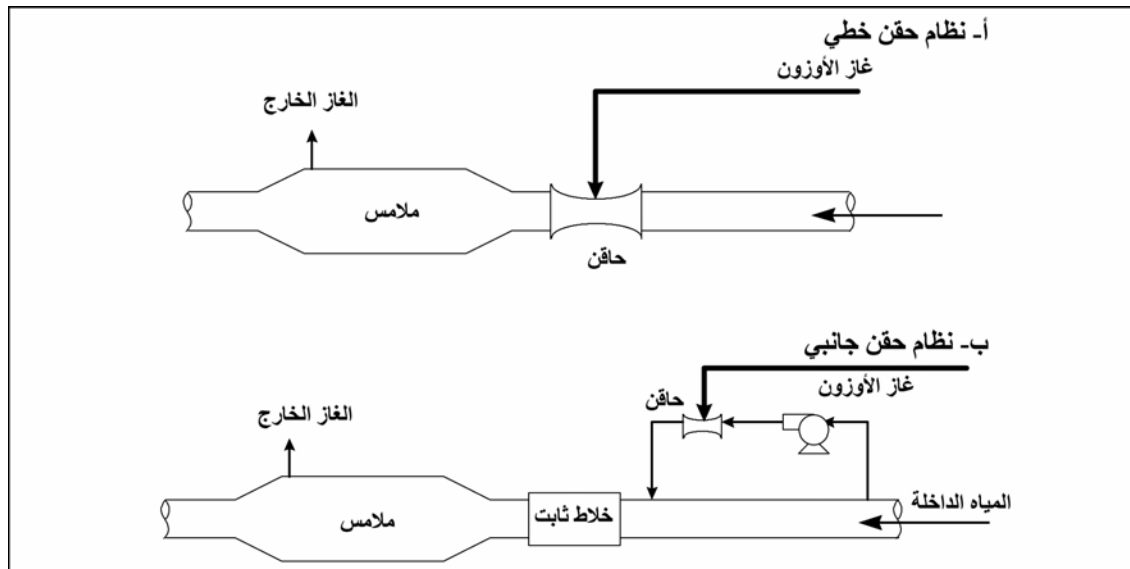 أ- نظام حقن خطي
غاز الأوزون
الغاز الخارج
ملامس
حاقن
ب- نظام حقن جانبي
غاز الأوزون
حاقن
الغاز الخارج
المياه الداخلة
خلاط ثابت
ملامس